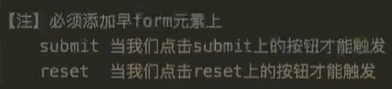 【注】必须添加早form元素上
submit 当我们点击submit上的按钮才能触发
reset 当我们点击reset上的按钮才能触发